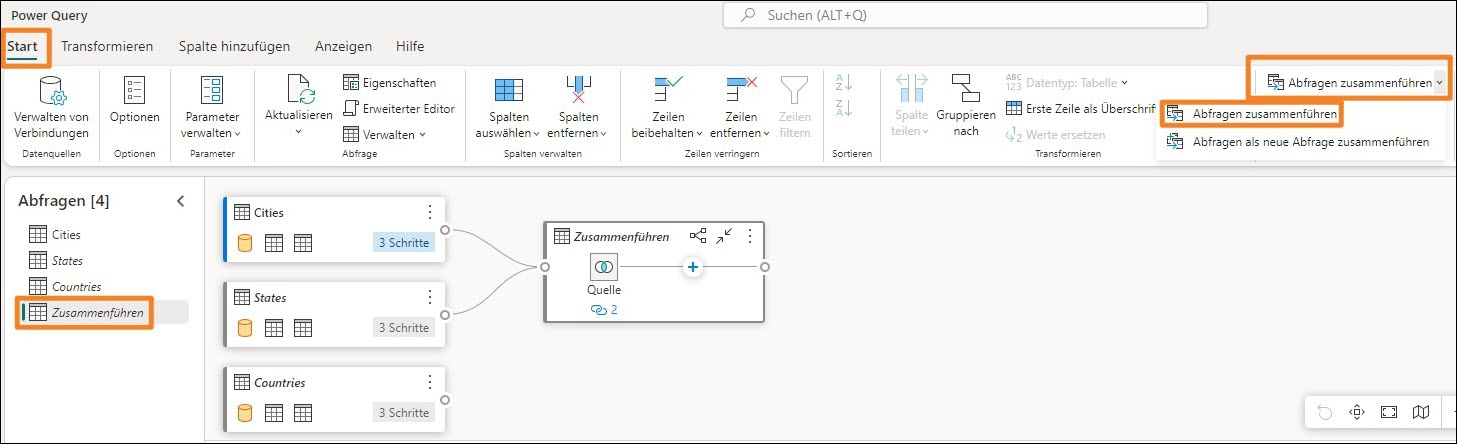 Power Query
Suchen (ALT+Q)
Start Transformieren Spalte hinzufügen Anzeigen Hilfe
Verwalten von Verbindungen
Datenquellen
Optionen
Optionen
Parameter verwalten
Parameter
Aktualisieren
Eigenschaften
Erweiterter Editor
Verwalten
Abfrage
Spalten auswählen
Spalten entfernen
Spalten verwalten
Zeilen beibehalten
Zeilen entfernen
Zeilen filtern
Zeilen verringern
A
Z
Z
A
Sortieren
Spalte teilen
Gruppieren nach
ABC
123
Datentyp: Tabelle
Erste Zeile als Überschrif
1
2
Werte ersetzen
Transformieren
Abfragen zusammenführen
Abfragen zusammenführen
Abfragen als neue Abfrage zusammenführen
Abfragen [4]
Cities
States
Countries
Zusammenführen
Cities
3 Schritte
States
3 Schritte
Countries
3 Schritte
Zusammenführen
Quelle
2